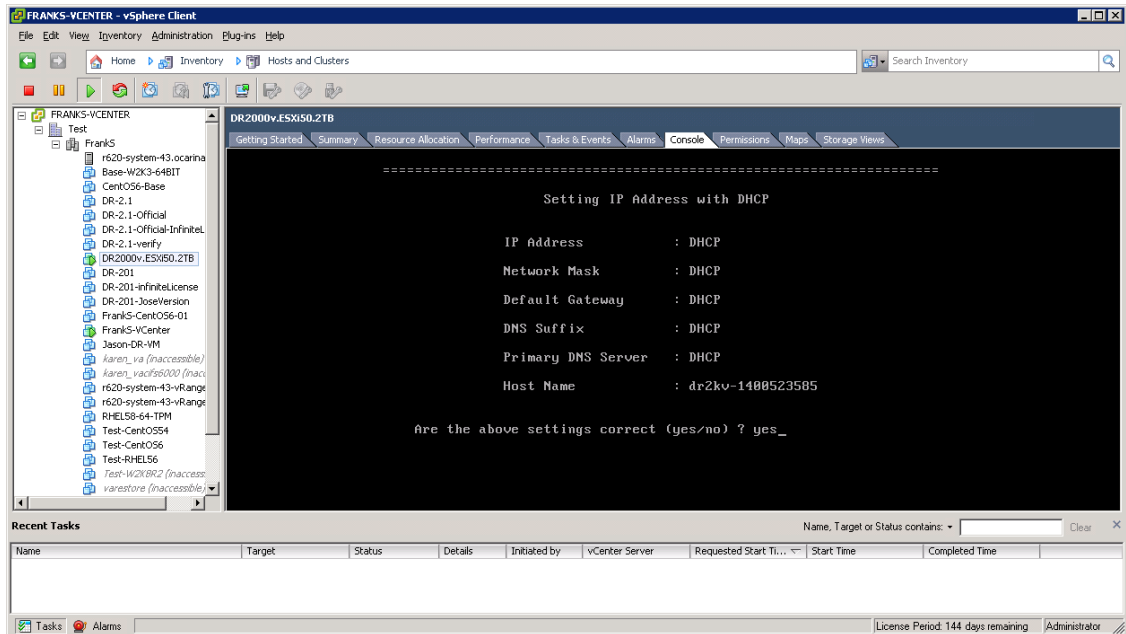 FRANKS-VCENTER - vSphere Client
File Edit View Inventory Administration Plug-ins Help
Home Inventory Hosts and Clusters
Search Inventory
FRANKS-VCENTER
Test
FrankS
r620-system-43.ocarina
Base-W2K3-64BIT
CentOS6-Base
DR-2.1
DR-2.1-Official
DR-2.1-Official-InfiniteL
DR-2.1-verify
DR2000v.ESXi50.2TB
DR-201
DR-201-infiniteLicense
DR-201-JoseVersion
FrankS-CentOS6-01
FrankS-VCenter
Jason-DR-VM
karen_va (inaccessible)
karen_vacifs6000 (inacc
r620-system-43-vRange
r620-system-43-vRange
RHEL58-64-TPM
Test-CentOS54
Test-CentOS6
Test-RHEL56
Test-W2K8R2 (inaccess
varestore (inaccessible)
DR2000v.ESXi50.2TB
Getting Started Summary Resource Allocation Performance Tasks & Events Alarms Console Permissions Maps Storage Views
======================================================================
Setting IP Address with DHCP
IP Address : DHCP
Network Mask : DHCP
Default Gateway : DHCP
DNS Suffix : DHCP
Primary DNS Server : DHCP
Host Name : dr2kv-1400523585
Are the above settings correct (yes/no) ? yes_
Recent Tasks
Name, Target or Status contains:
Clear
Name Target Status Details Initiated by vCenter Server Requested Start Ti... Start Time Completed Time
Tasks Alarms
License Period: 144 days remaining Administrator